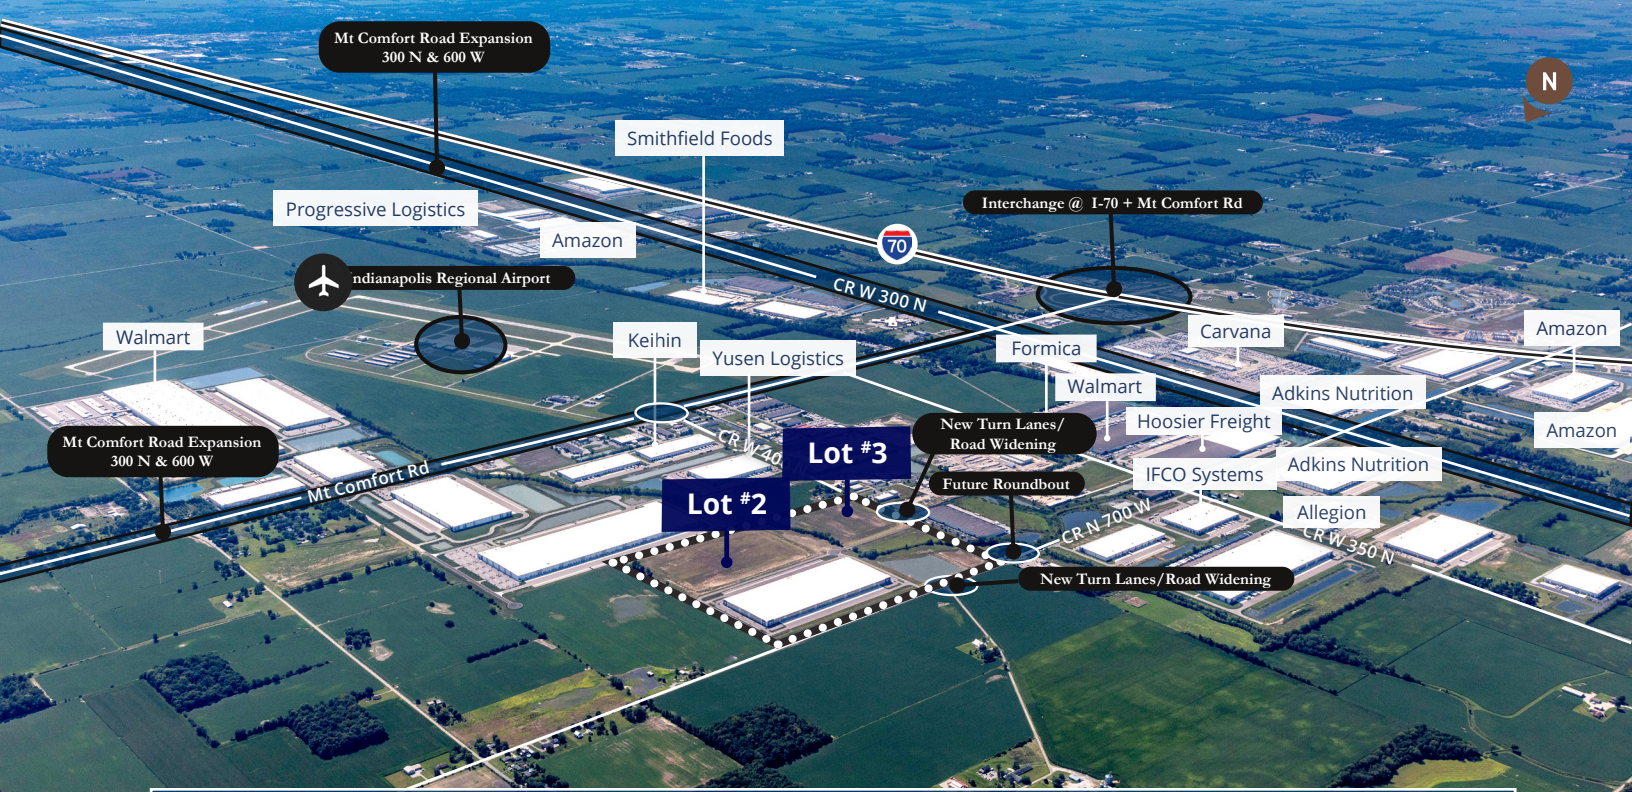 Mt Comfort Road Expansion
300 N & 600 W
N
Smithfield Foods
Progressive Logistics
Interchange @ I-70 + Mt Comfort Rd
Amazon
70
Indianapolis Regional Airport
CR W 300 N
Walmart
Keihin
Yusen Logistics
Formica
Carvana
Amazon
Walmart
Adkins Nutrition
Hoosier Freight
Amazon
New Turn Lanes/
Road Widening
Mt Comfort Road Expansion
300 N & 600 W
CR W
Lot #3
Mt Comfort Rd
IFCO Systems
Adkins Nutrition
Future Roundbout
Lot #2
Allegion
CR N 700 W
CR W 350 N
New Turn Lanes/Road Widening